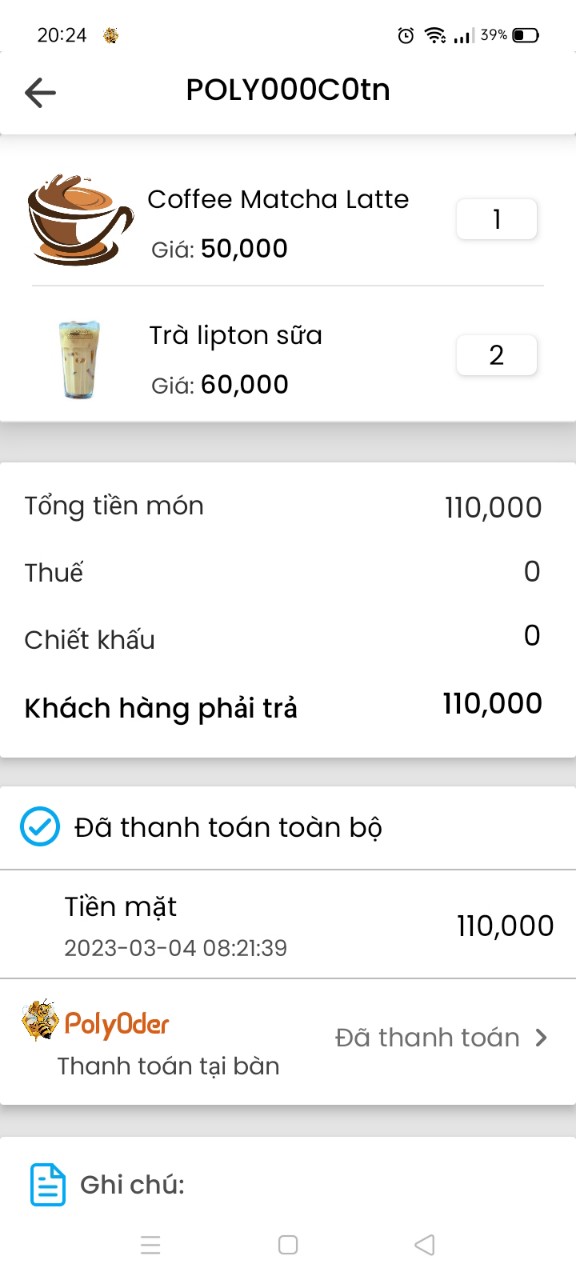 20:24
39%
POLY000C0tn
Coffee Matcha Latte
1
Giá: 50,000
Trà lipton sữa
2
Giá: 60,000
Tổng tiền món 110,000
Thuế 0
Chiết khấu 0
Khách hàng phải trả 110,000
Đã thanh toán toàn bộ
Tiền mặt 110,000
2023-03-04 08:21:39
PolyOder
Đã thanh toán
Thanh toán tại bàn
Ghi chú: